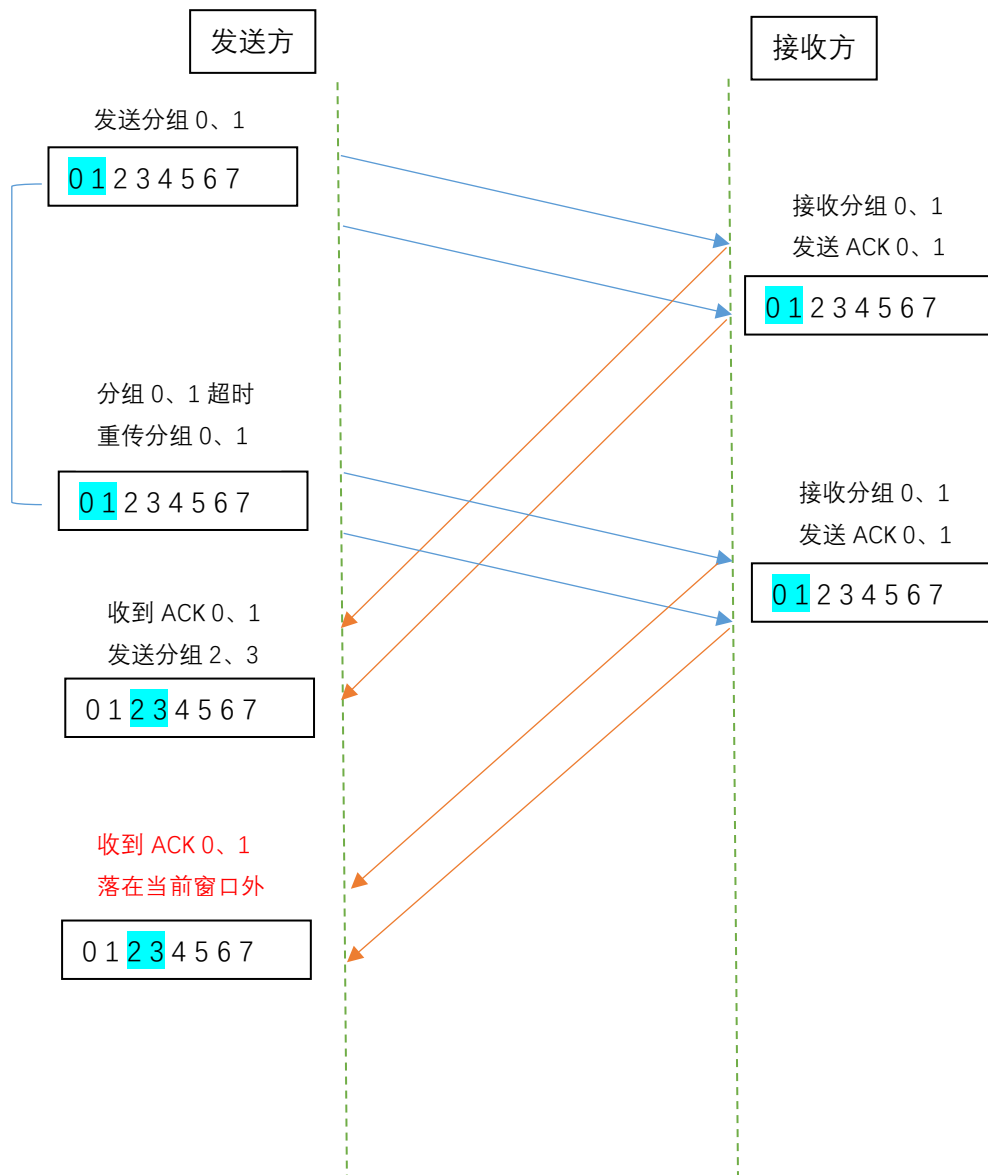 发送方
接收方
发送分组 0、1
0 1 2 3 4 5 6 7
接收分组 0、1
发送 ACK 0、1
0 1 2 3 4 5 6 7
分组 0、1 超时
重传分组 0、1
0 1 2 3 4 5 6 7
接收分组 0、1
发送 ACK 0、1
0 1 2 3 4 5 6 7
收到 ACK 0、1
发送分组 2、3
0 1 2 3 4 5 6 7
收到 ACK 0、1
落在当前窗口外
0 1 2 3 4 5 6 7